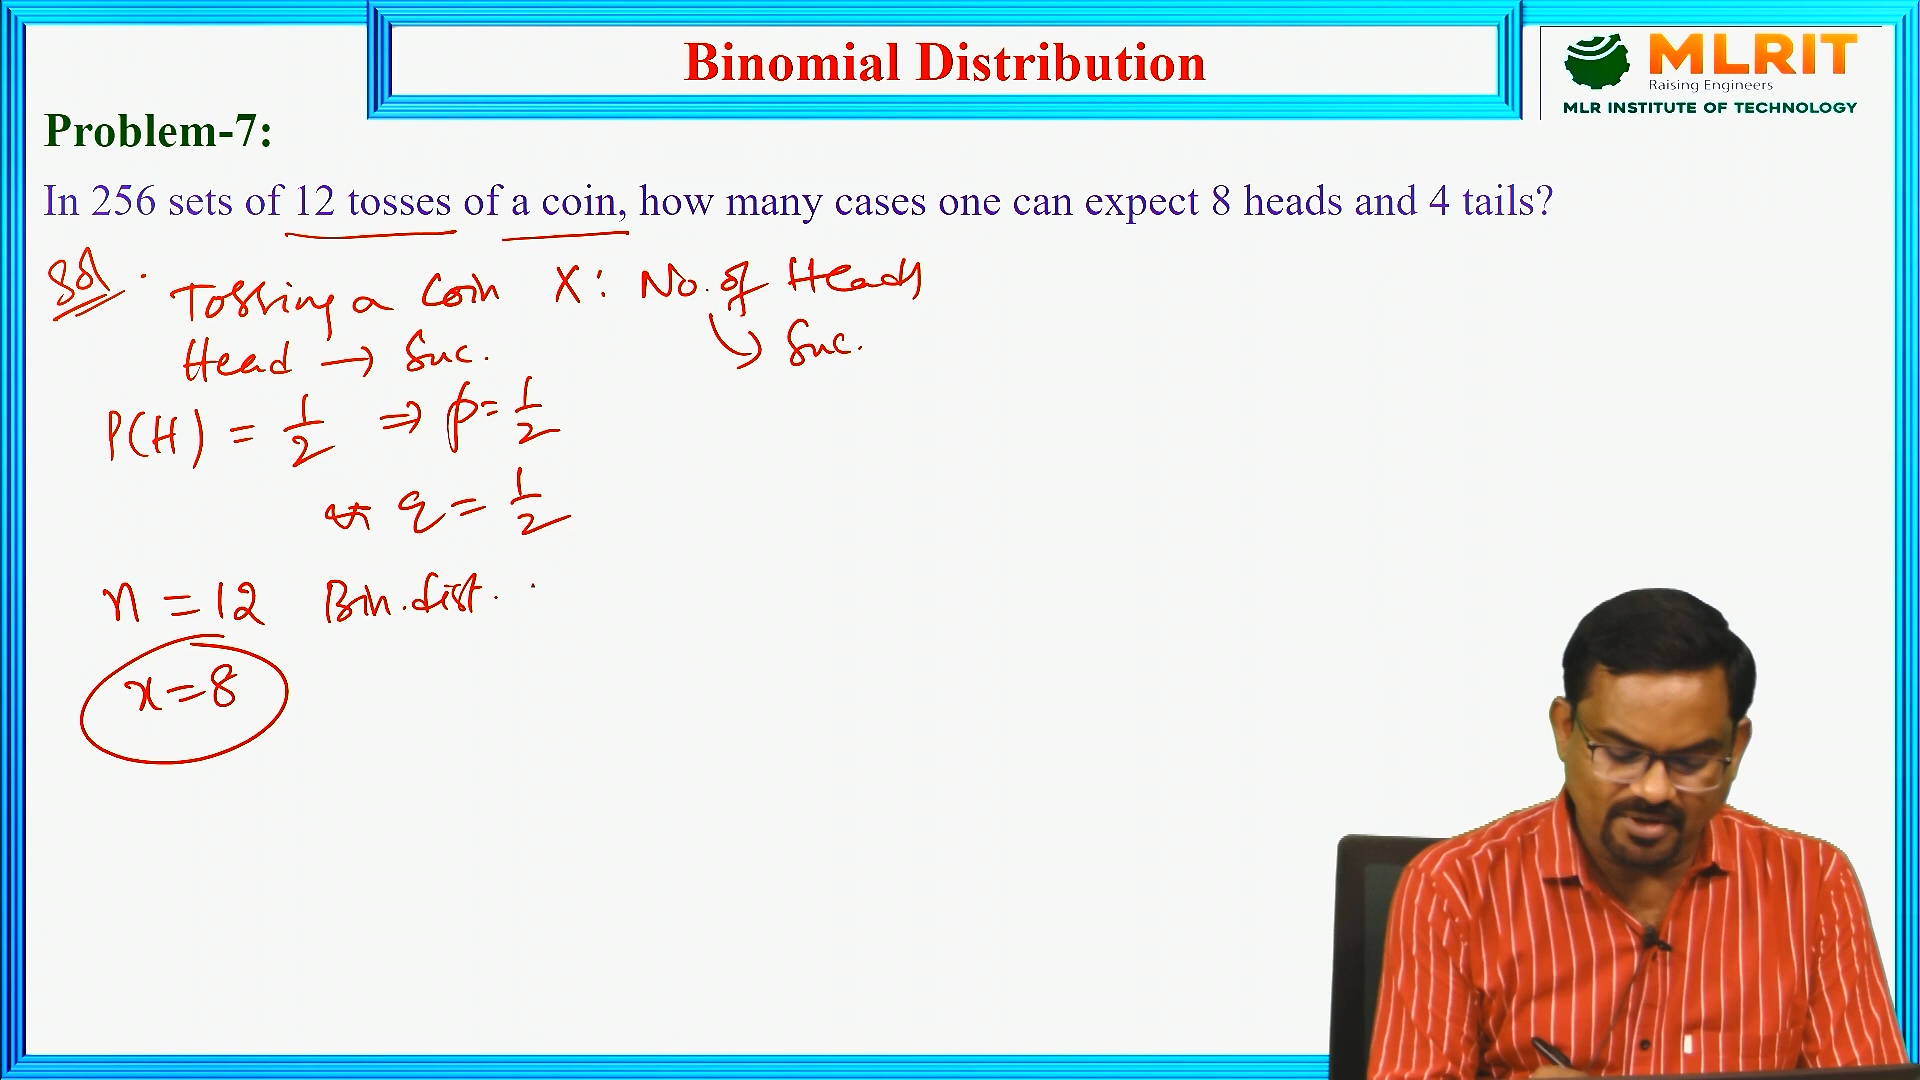 Binomial Distribution
MLRIT
Raising Engineers
MLR INSTITUTE OF TECHNOLOGY
Problem-7:
In 256 sets of 12 tosses of a coin, how many cases one can expect 8 heads and 4 tails?
Sol. Tossing a Coin X: No. of Heads
Head → Suc. ↳ Suc.
P(H) = 1/2 ⇒ p = 1/2
q = 1/2
n = 12 Bin. dist.
x = 8